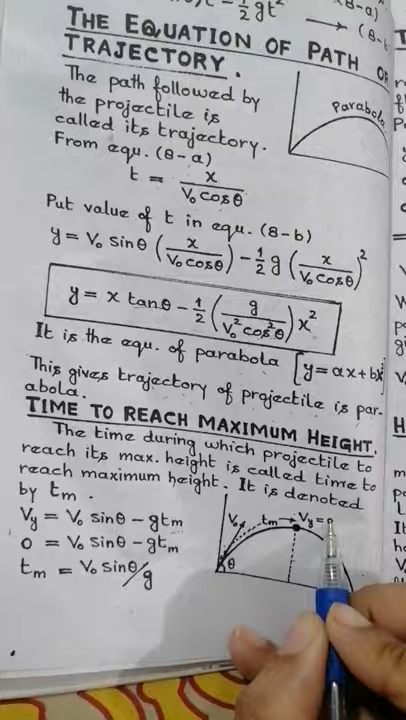 THE EQUATION OF PATH OR
TRAJECTORY.
The path followed by
the projectile is
called its trajectory.
From equ. (8-a)
t = x / V₀ cosθ
Parabola
Put value of t in equ. (8-b)
y = V₀ sinθ (x / V₀ cosθ) - 1/2 g (x / V₀ cosθ)²
y = x tanθ - 1/2 (g / V₀² cos²θ) x²
It is the equ. of parabola [y = ax + bx²]
This gives trajectory of projectile is par-
abola.
TIME TO REACH MAXIMUM HEIGHT.
The time during which projectile to
reach its max. height is called time to
reach maximum height. It is denoted
by tm.
Vy = V₀ sinθ - gtm
0 = V₀ sinθ - gtm
tm = V₀ sinθ/g
V₀ tm → Vy = 0
θ